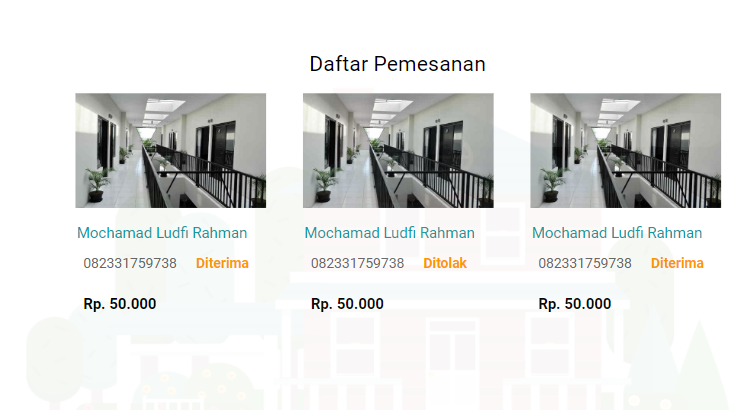 Daftar Pemesanan
Mochamad Ludfi Rahman
082331759738 Diterima
Rp. 50.000
Mochamad Ludfi Rahman
082331759738 Ditolak
Rp. 50.000
Mochamad Ludfi Rahman
082331759738 Diterima
Rp. 50.000